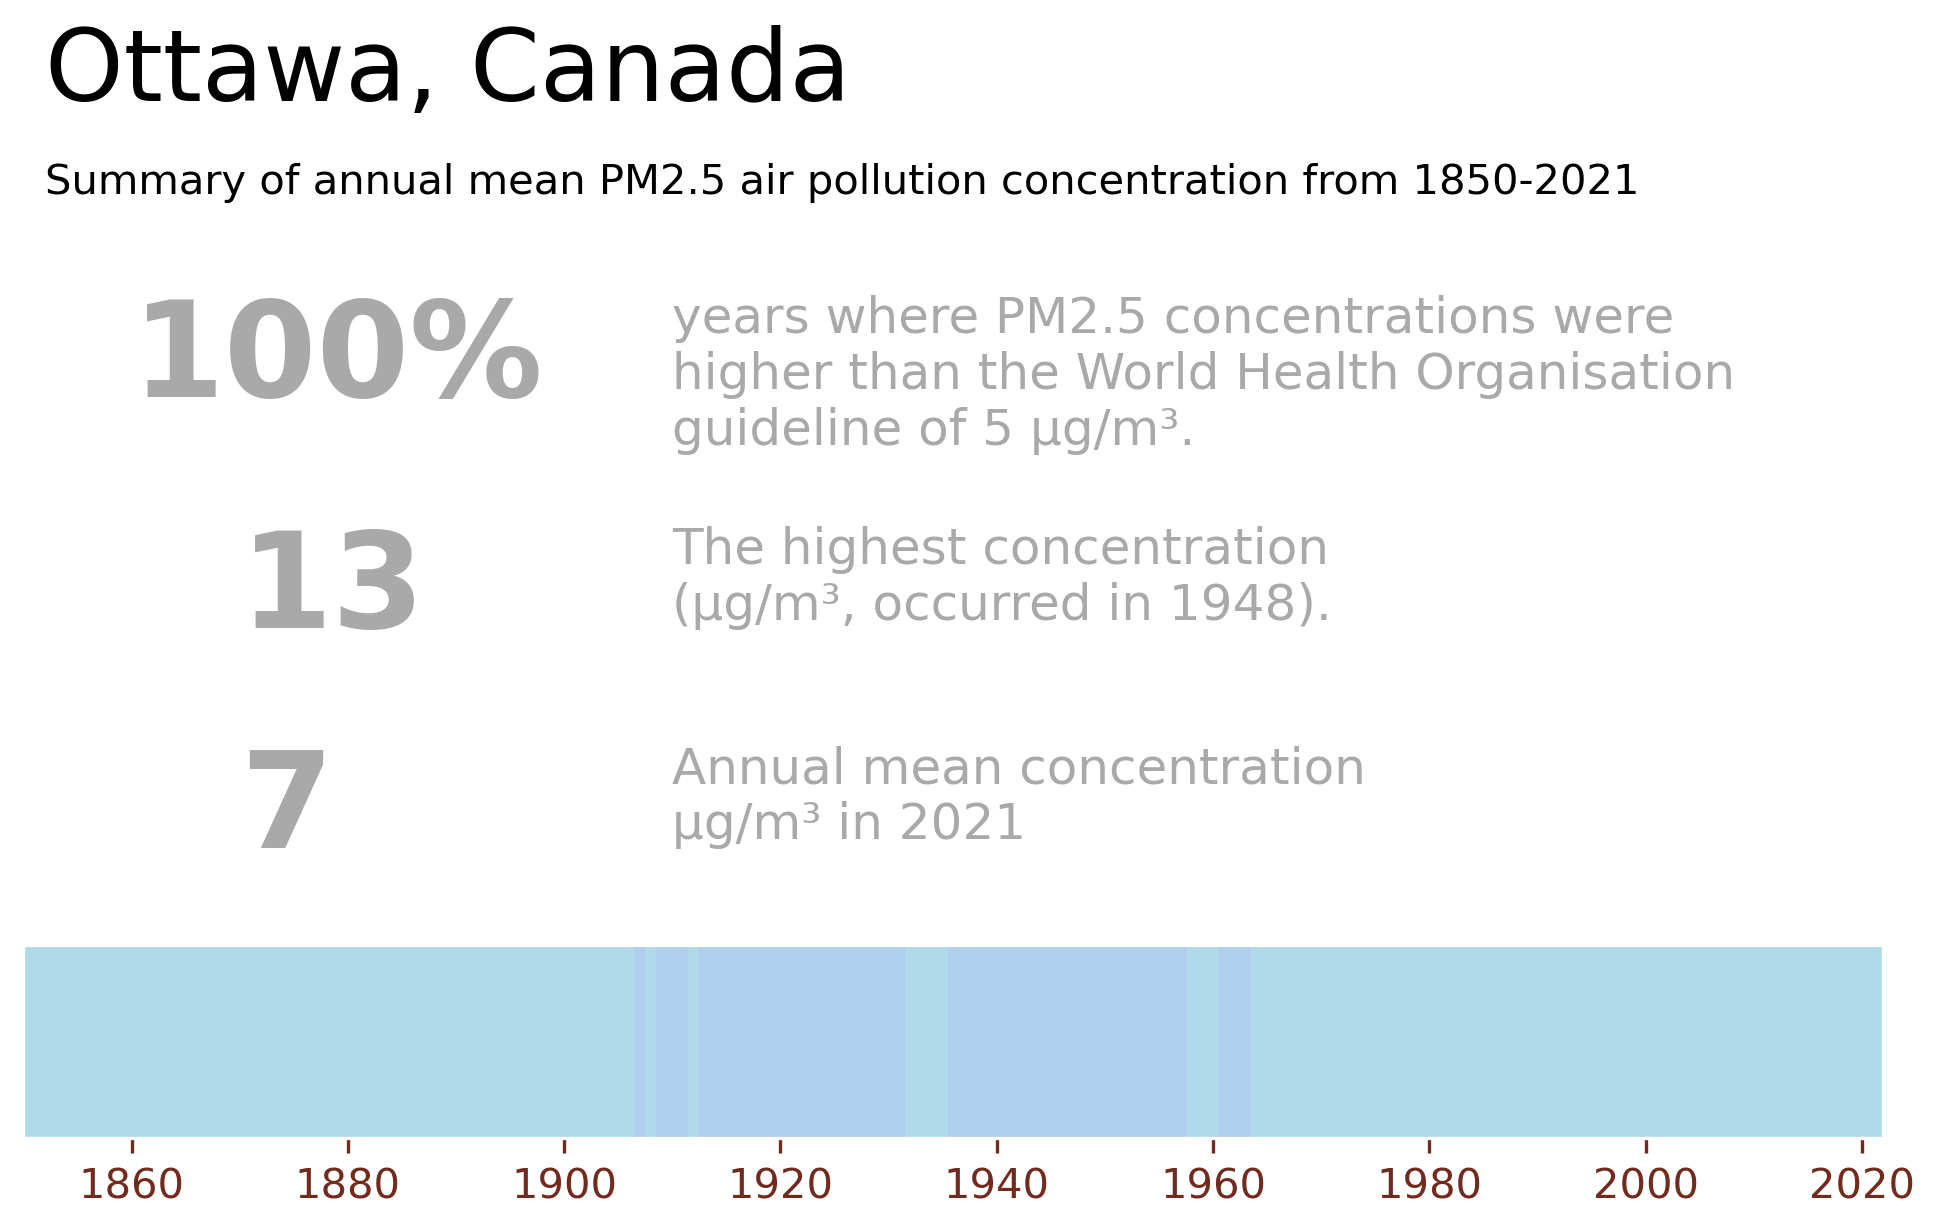 Ottawa, Canada
Summary of annual mean PM2.5 air pollution concentration from 1850-2021
100%
years where PM2.5 concentrations were
higher than the World Health Organisation
guideline of 5 µg/m³.
13
The highest concentration
(µg/m³, occurred in 1948).
7
Annual mean concentration
µg/m³ in 2021
1860 1880 1900 1920 1940 1960 1980 2000 2020